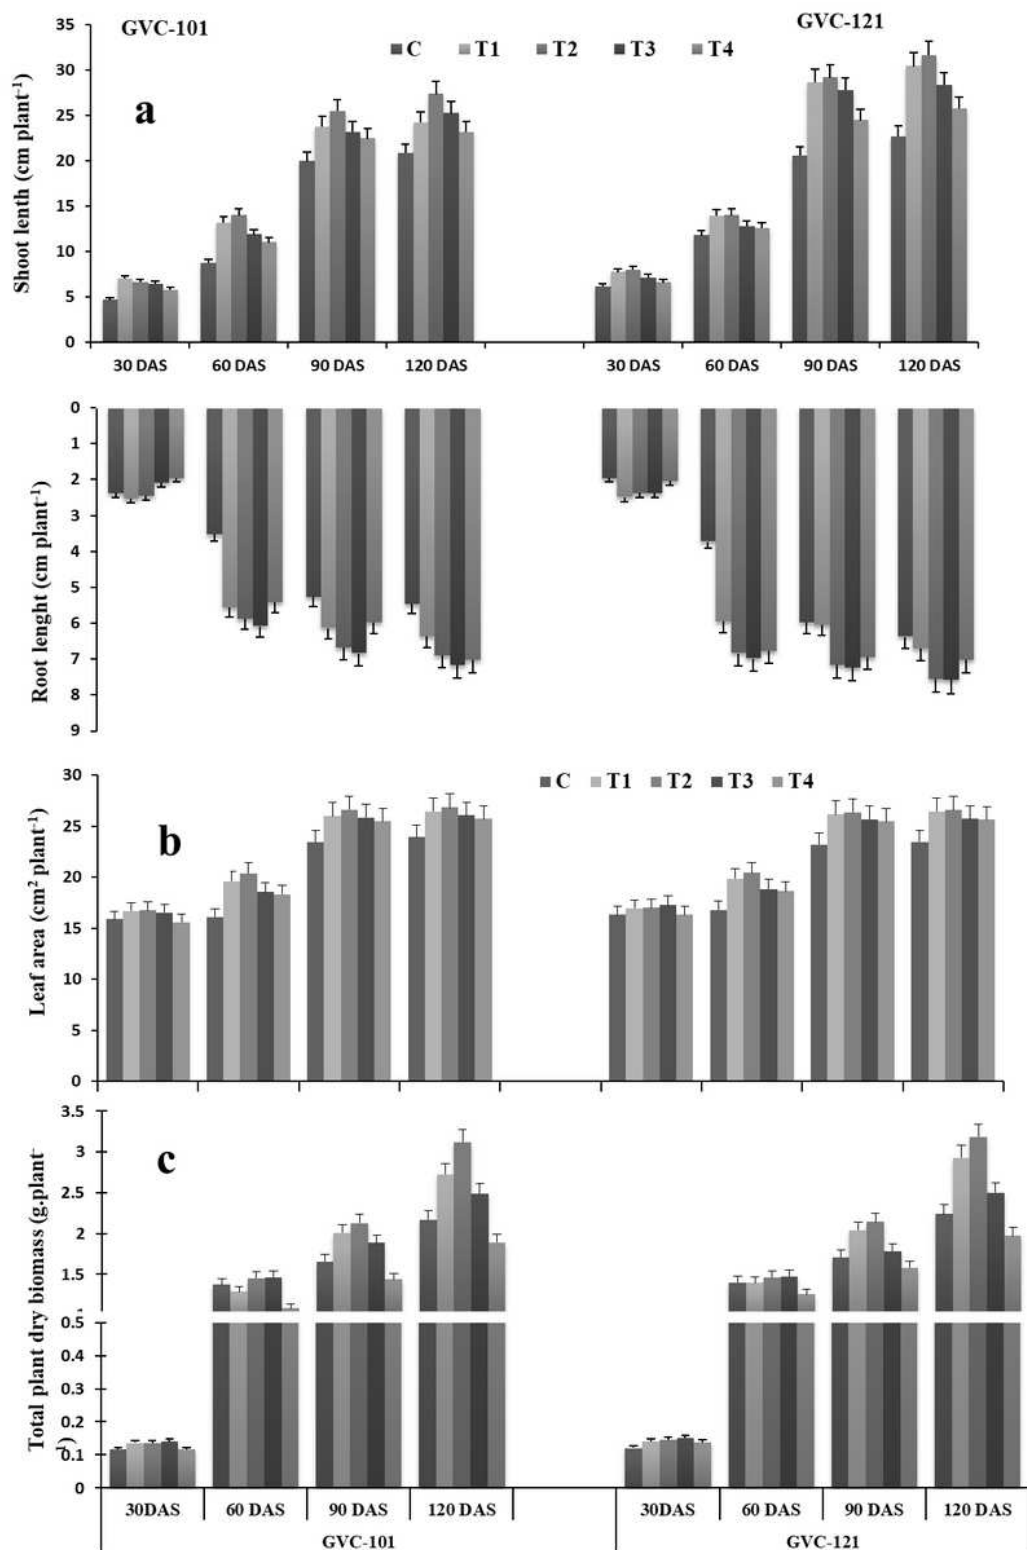 GVC-101
GVC-121
C T1 T2 T3 T4
a
Shoot lenth (cm plant-1)
35
30
25
20
15
10
5
0
30 DAS 60 DAS 90 DAS 120 DAS 30 DAS 60 DAS 90 DAS 120 DAS
Root lenght (cm plant-1)
0
1
2
3
4
5
6
7
8
9
C T1 T2 T3 T4
b
Leaf area (cm2 plant-1)
30
25
20
15
10
5
0
c
Total plant dry biomass (g.plant-
1)
3.5
3
2.5
2
1.5
0.5
0.4
0.3
0.2
0.1
0
30DAS 60 DAS 90 DAS 120 DAS 30DAS 60 DAS 90 DAS 120 DAS
GVC-101 GVC-121